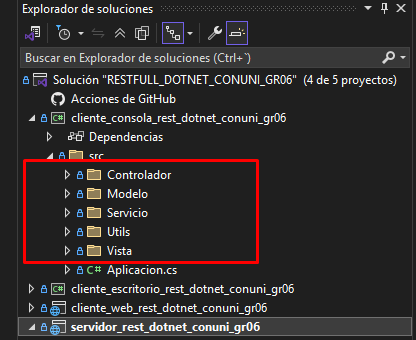 Explorador de soluciones
Buscar en Explorador de soluciones (Ctrl+¨)
Solución "RESTFULL_DOTNET_CONUNI_GR06" (4 de 5 proyectos)
Acciones de GitHub
C# cliente_consola_rest_dotnet_conuni_gr06
Dependencias
src
Controlador
Modelo
Servicio
Utils
Vista
C# Aplicacion.cs
C# cliente_escritorio_rest_dotnet_conuni_gr06
cliente_web_rest_dotnet_conuni_gr06
servidor_rest_dotnet_conuni_gr06